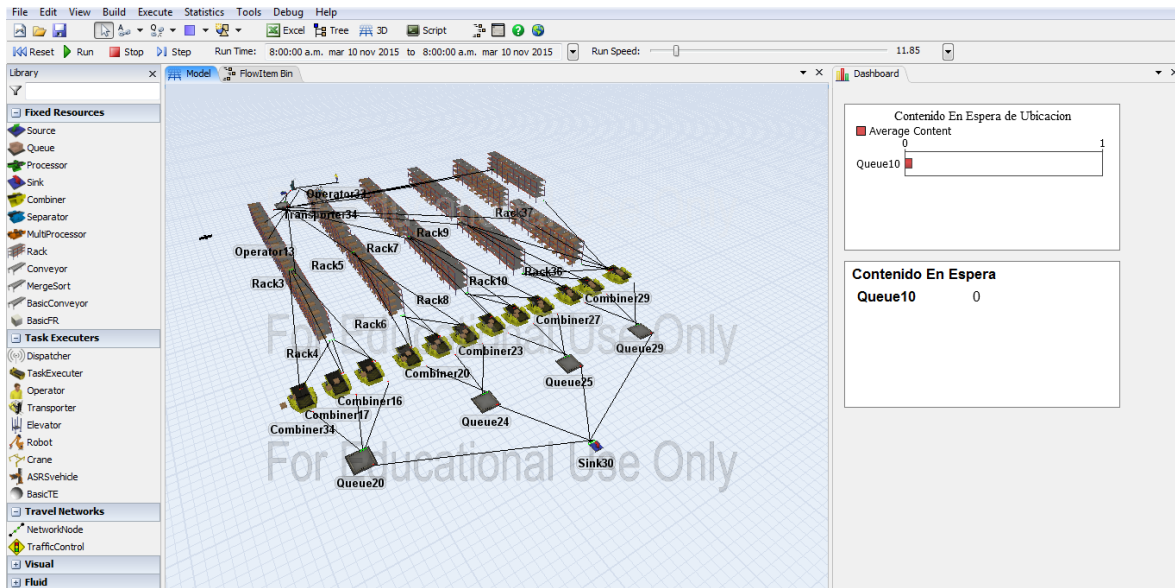 File Edit View Build Execute Statistics Tools Debug Help
Excel Tree 3D Script
Reset Run Stop Step Run Time: 8:00:00 a.m. mar 10 nov 2015 to 8:00:00 a.m. mar 10 nov 2015 Run Speed: 11.85
Library
Model FlowItem Bin
Dashboard
Fixed Resources
Source
Queue
Processor
Sink
Combiner
Separator
MultiProcessor
Rack
Conveyor
MergeSort
BasicConveyor
BasicFR
Task Executers
Dispatcher
TaskExecuter
Operator
Transporter
Elevator
Robot
Crane
ASRSvehicle
BasicTE
Travel Networks
NetworkNode
TrafficControl
Visual
Fluid
Operator33
Transporter34
Rack37
Operator13
Rack7
Rack9
Rack3
Rack5
Rack10
Rack36
Rack8
Combiner29
Rack6
Combiner27
For Educational Use Only
Rack4
Combiner23
Queue29
Combiner20
Queue25
Combiner16
Combiner17
Combiner34
Queue24
For Educational Use Only
Sink30
Queue20
Contenido En Espera de Ubicacion
Average Content
0 1
Queue10
Contenido En Espera
Queue10 0